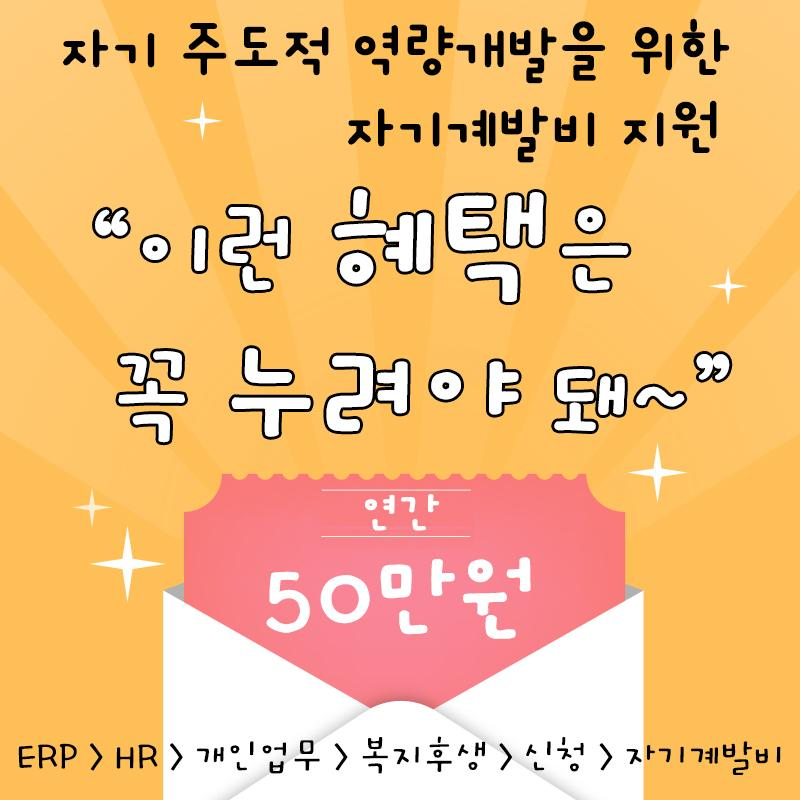 자기 주도적 역량개발을 위한
자기계발비 지원
“이런 혜택은
꼭 누려야 돼~”
연간
50만원
ERP > HR > 개인업무 > 복지후생 > 신청 > 자기계발비